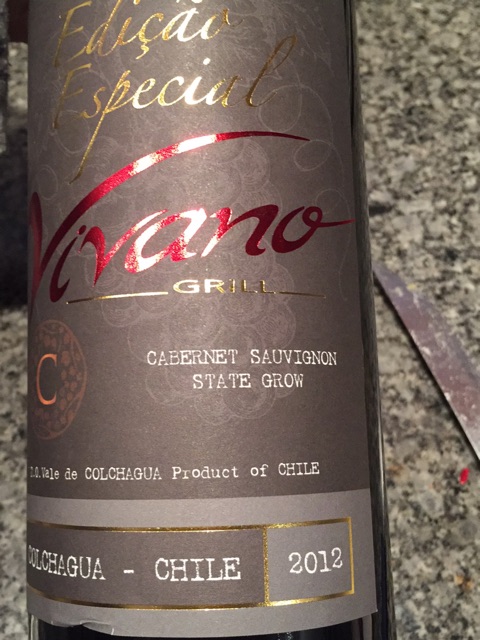 Edição
Especial
Vivano
GRILL
C
CABERNET SAUVIGNON
STATE GROW
D.O.Vale de COLCHAGUA Product of CHILE
COLCHAGUA - CHILE 2012